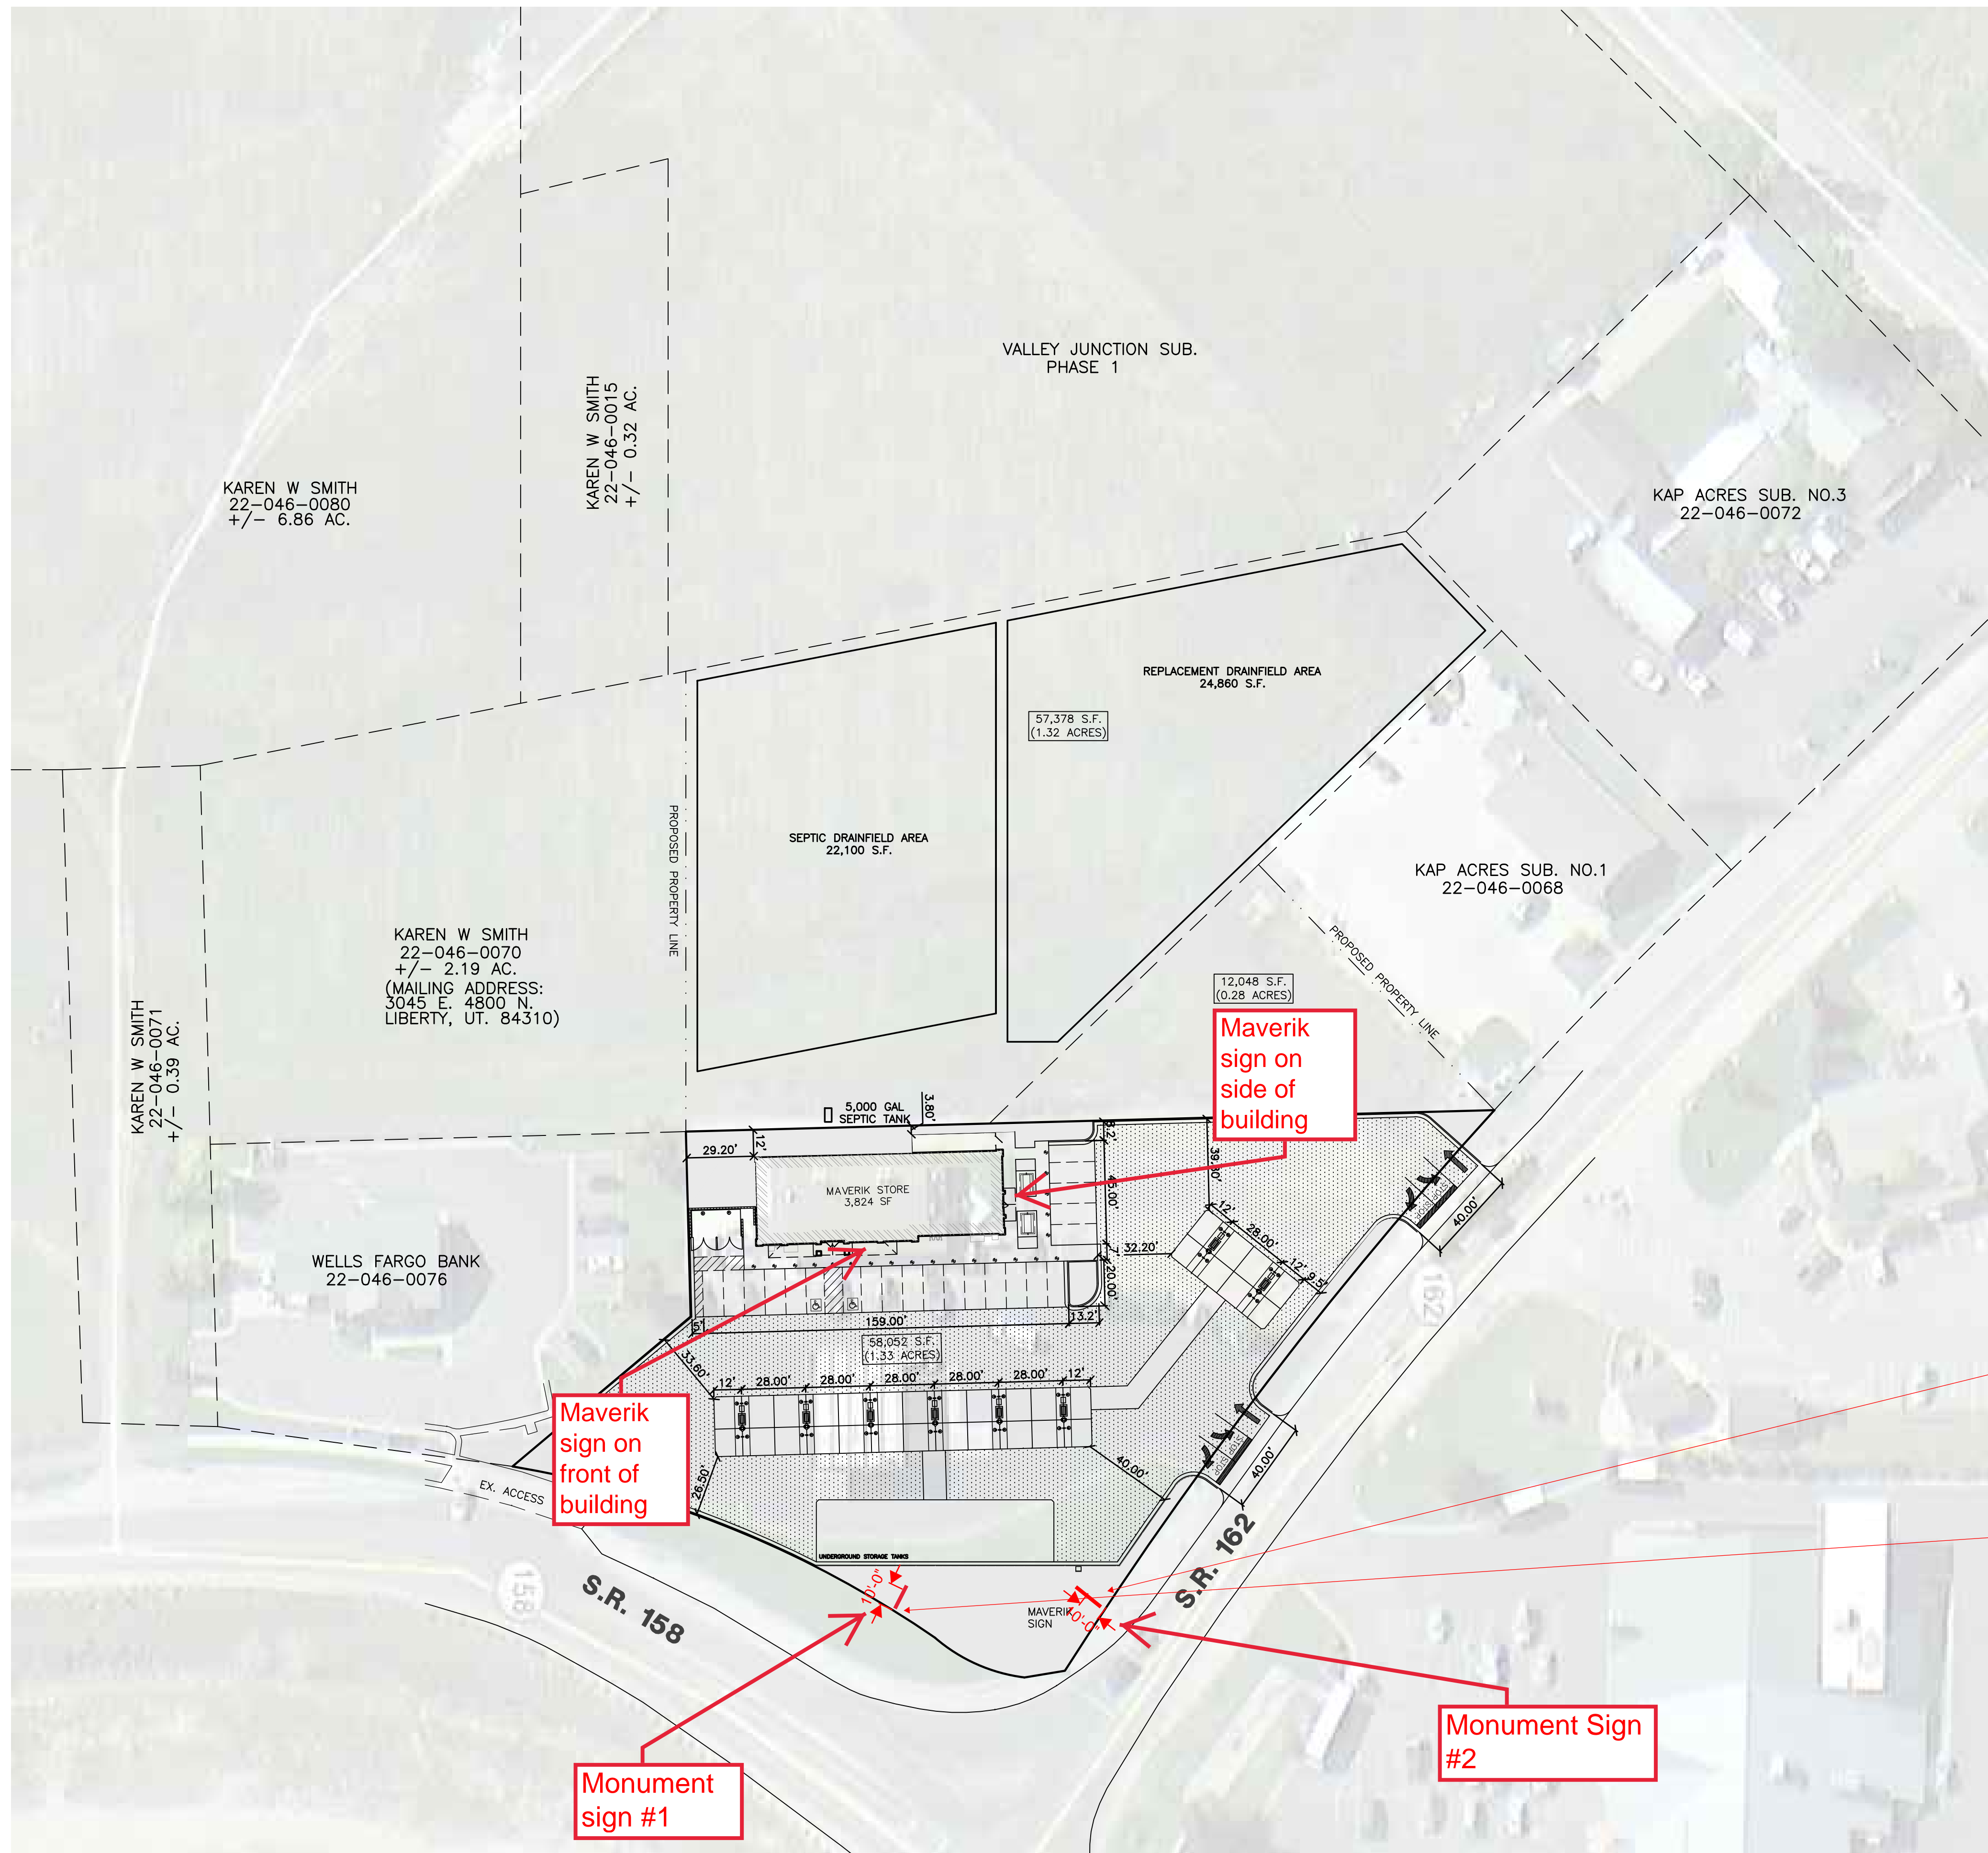 VALLEY JUNCTION SUB.
PHASE 1
KAREN W SMITH
22-046-0015
+/- 0.32 AC.
KAREN W SMITH
22-046-0080
+/- 6.86 AC.
KAP ACRES SUB. NO.3
22-046-0072
REPLACEMENT DRAINFIELD AREA
24,860 S.F.
57,378 S.F.
(1.32 ACRES)
PROPOSED PROPERTY LINE
SEPTIC DRAINFIELD AREA
22,100 S.F.
KAP ACRES SUB. NO.1
22-046-0068
KAREN W SMITH
22-046-0070
+/- 2.19 AC.
(MAILING ADDRESS:
3045 E. 4800 N.
LIBERTY, UT. 84310)
PROPOSED PROPERTY LINE
12,048 S.F.
(0.28 ACRES)
KAREN W SMITH
22-046-0071
+/- 0.39 AC.
Maverik
sign on
side of
building
5,000 GAL
SEPTIC TANK
3.80'
29.20'
12'
MAVERIK STORE
3,824 SF
45.00'
12'
28.00'
12'
9.5'
40.00'
32.20'
7'
20.00'
162
WELLS FARGO BANK
22-046-0076
5'
159.00'
13.2'
58,052 S.F.
(1.33 ACRES)
33.60'
12'
28.00'
28.00'
28.00'
28.00'
28.00'
12'
Maverik
sign on
front of
building
40.00'
40.00'
26.50'
EX. ACCESS
UNDERGROUND STORAGE TANKS
158
S.R. 158
S.R. 162
10'-0"
MAVERIK
SIGN
10'-0"
Monument Sign
#2
Monument
sign #1